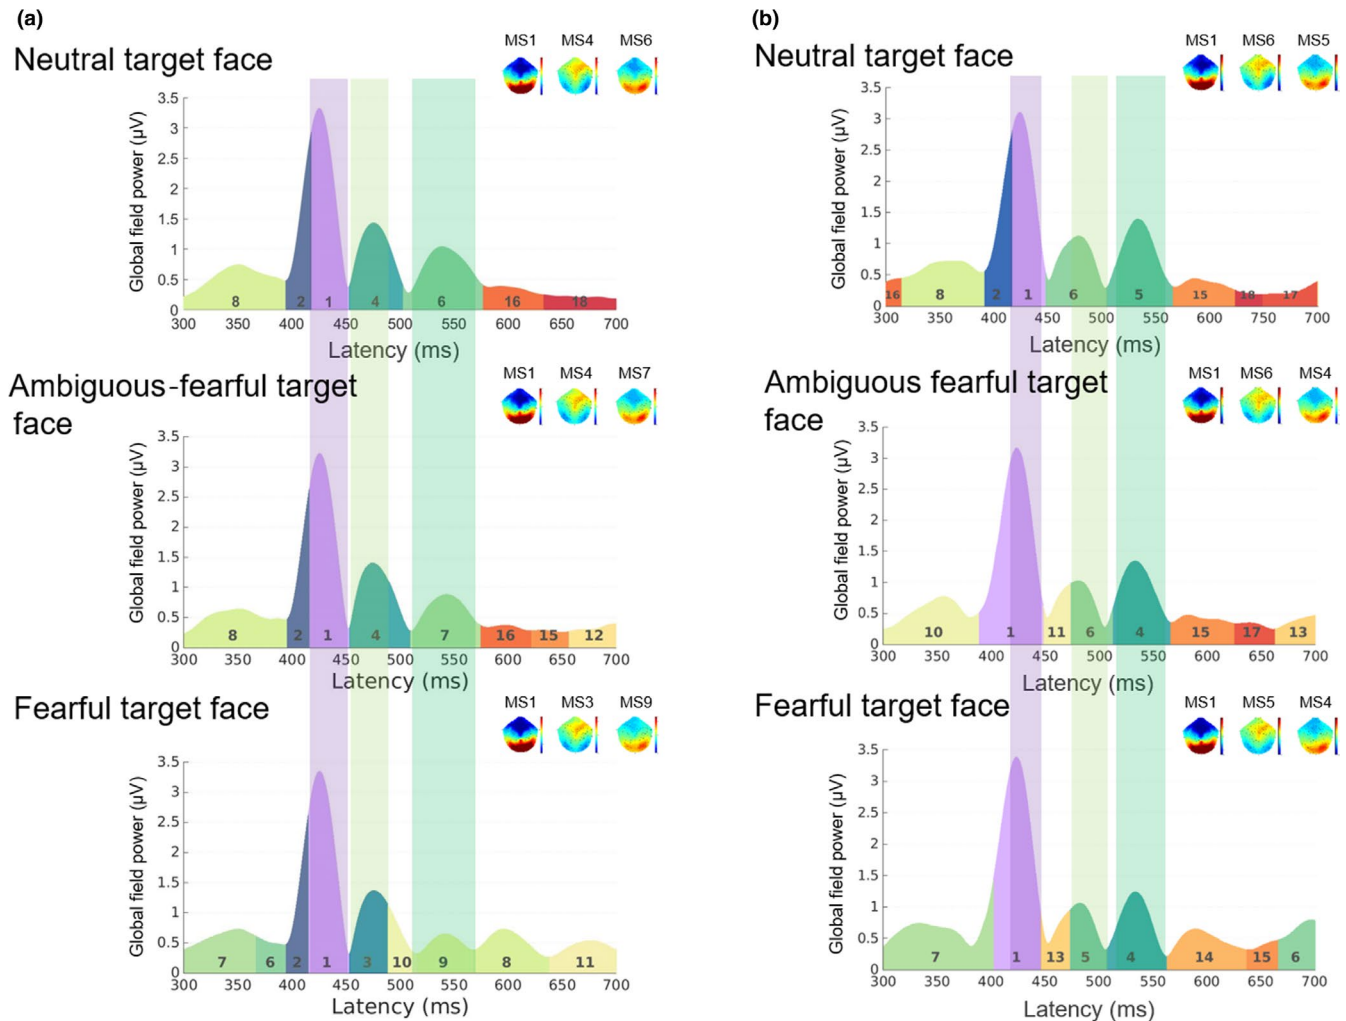 (a)
Neutral target face
MS1 MS4 MS6
Global field power (μV)
3.5
3
2.5
2
1.5
1
0.5
0
8 2 1 4 6 16 18
300 350 400 450 500 550 600 650 700
Latency (ms)
Ambiguous-fearful target
face
MS1 MS4 MS7
Global field power (μV)
3.5
3
2.5
2
1.5
1
0.5
0
8 2 1 4 7 16 15 12
300 350 400 450 500 550 600 650 700
Latency (ms)
Fearful target face
MS1 MS3 MS9
Global field power (μV)
3.5
3
2.5
2
1.5
1
0.5
0
7 6 2 1 3 10 9 8 11
300 350 400 450 500 550 600 650 700
Latency (ms)
(b)
Neutral target face
MS1 MS6 MS5
Global field power (μV)
3.5
3
2.5
2
1.5
1
0.5
0
16 8 2 1 6 5 15 18 17
300 350 400 450 500 550 600 750 700
Latency (ms)
Ambiguous fearful target
face
MS1 MS6 MS4
Global field power (μV)
3.5
3
2.5
2
1.5
1
0.5
0
10 1 11 6 4 15 17 13
300 350 400 450 500 550 600 650 700
Latency (ms)
Fearful target face
MS1 MS5 MS4
Global field power (μV)
3.5
3
2.5
2
1.5
1
0.5
0
7 1 13 5 4 14 15 6
300 350 400 450 500 550 600 650 700
Latency (ms)